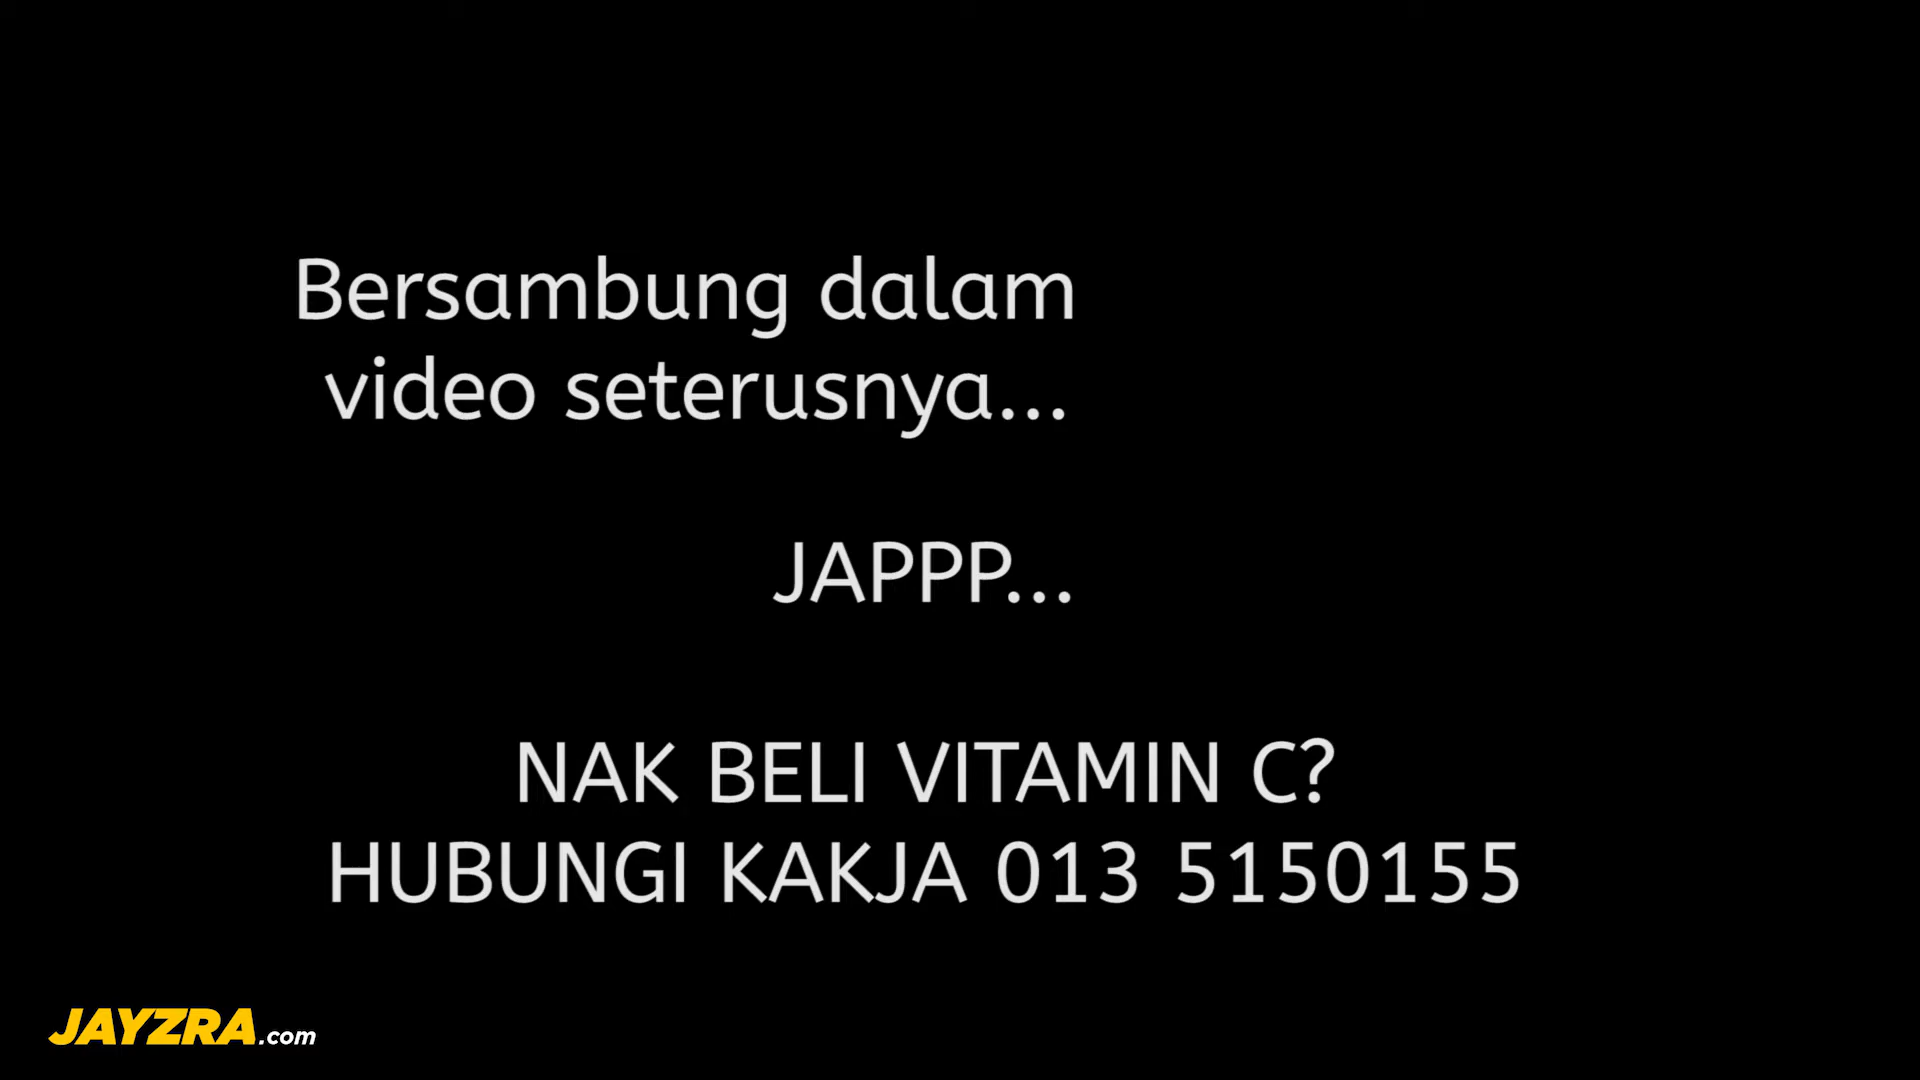 Bersambung dalam
video seterusnya...
JAPPP...
NAK BELI VITAMIN C?
HUBUNGI KAKJA 013 5150155
JAYZRA.com